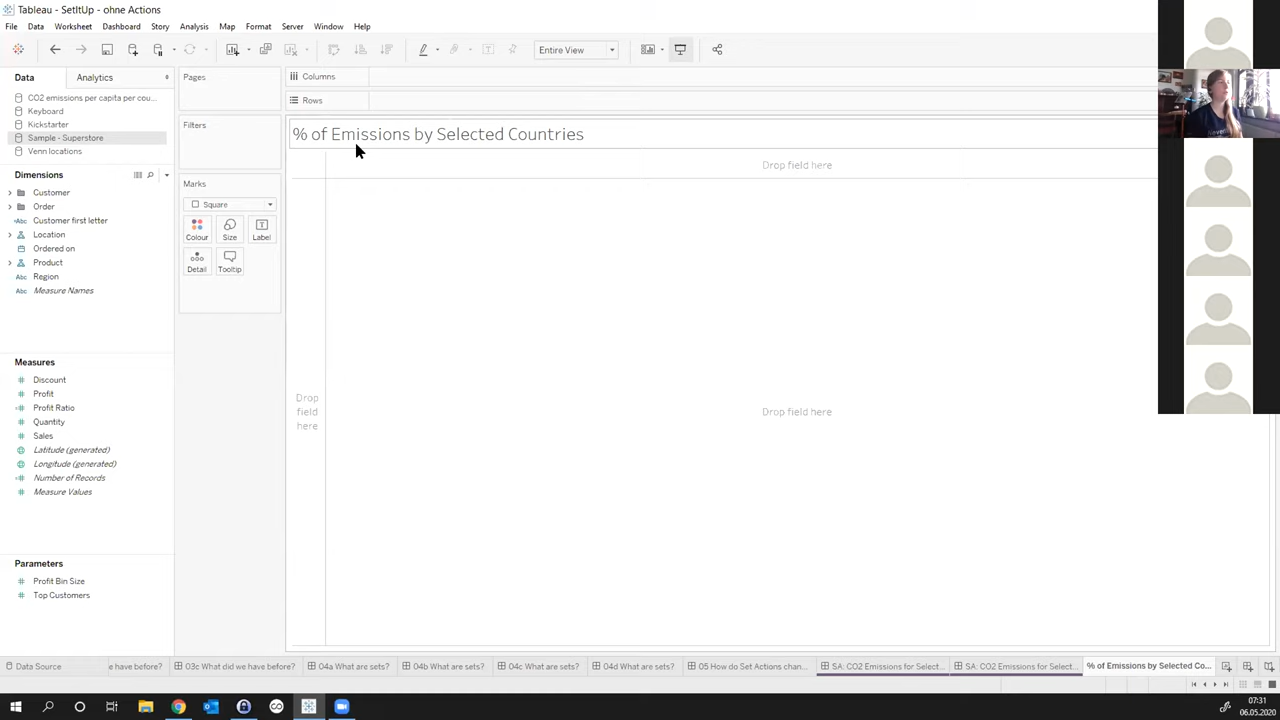 Tableau - SetItUp - ohne Actions
File Data Worksheet Dashboard Story Analysis Map Format Server Window Help
Entire View
Data Analytics
CO2 emissions per capita per cou...
Keyboard
Kickstarter
Sample - Superstore
Venn locations
Dimensions
Customer
Order
Abc Customer first letter
Location
Ordered on
Product
Abc Region
Abc Measure Names
Measures
Discount
Profit
Profit Ratio
Quantity
Sales
Latitude (generated)
Longitude (generated)
Number of Records
Measure Values
Parameters
Profit Bin Size
Top Customers
Pages
Filters
Marks
Square
Colour Size Label
Detail Tooltip
Columns
Rows
% of Emissions by Selected Countries
Drop field here
Drop
field
here
Drop field here
Data Source
e have before?
03c What did we have before?
04a What are sets?
04b What are sets?
04c What are sets?
04d What are sets?
05 How do Set Actions chan...
SA: CO2 Emissions for Select...
SA: CO2 Emissions for Select...
% of Emissions by Selected Co...
07:31
06.05.2020